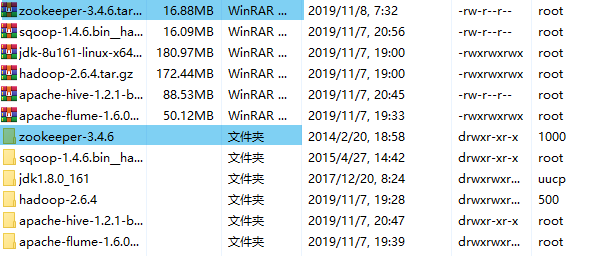 zookeeper-3.4.6.tar... 16.88MB WinRAR ... 2019/11/8, 7:32 -rw-r--r-- root
sqoop-1.4.6.bin__ha... 16.09MB WinRAR ... 2019/11/7, 20:56 -rw-r--r-- root
jdk-8u161-linux-x64... 180.97MB WinRAR ... 2019/11/7, 19:00 -rwxrwxrwx root
hadoop-2.6.4.tar.gz 172.44MB WinRAR ... 2019/11/7, 19:00 -rwxrwxrwx root
apache-hive-1.2.1-b... 88.53MB WinRAR ... 2019/11/7, 20:45 -rw-r--r-- root
apache-flume-1.6.0... 50.12MB WinRAR ... 2019/11/7, 19:33 -rwxrwxrwx root
zookeeper-3.4.6 文件夹 2014/2/20, 18:58 drwxr-xr-x 1000
sqoop-1.4.6.bin__ha... 文件夹 2015/4/27, 14:42 drwxr-xr-x root
jdk1.8.0_161 文件夹 2017/12/20, 8:24 drwxrwxr... uucp
hadoop-2.6.4 文件夹 2019/11/7, 19:28 drwxrwxr... 500
apache-hive-1.2.1-b... 文件夹 2019/11/7, 20:47 drwxr-xr-x root
apache-flume-1.6.0... 文件夹 2019/11/7, 19:39 drwxrwxr... root